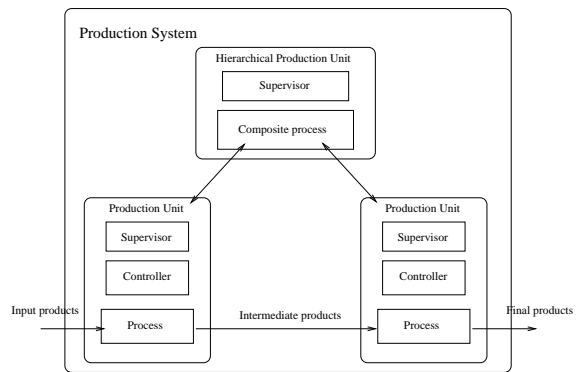 Production System
Hierarchical Production Unit
Supervisor
Composite process
Production Unit
Supervisor
Controller
Process
Production Unit
Supervisor
Controller
Process
Input products
Intermediate products
Final products